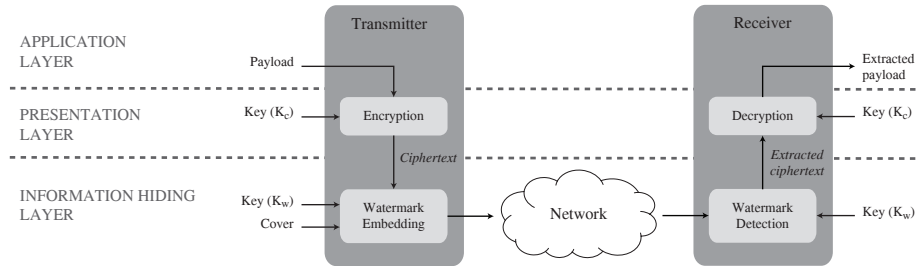 Transmitter
Receiver
APPLICATION
LAYER
Payload
Extracted
payload
PRESENTATION
LAYER
Key (Kc)
Encryption
Decryption
Key (Kc)
Ciphertext
Extracted
ciphertext
INFORMATION HIDING
LAYER
Key (Kw)
Cover
Watermark
Embedding
Network
Watermark
Detection
Key (Kw)